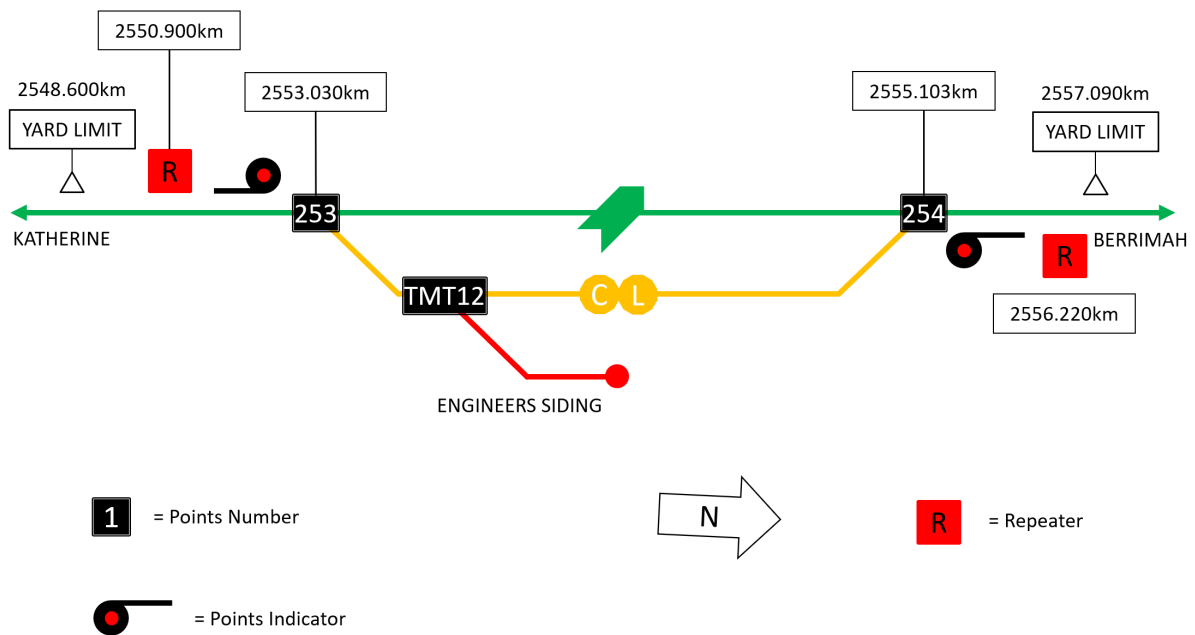 2550.900km
2548.600km
2553.030km
2555.103km
2557.090km
YARD LIMIT
YARD LIMIT
R
253
254
KATHERINE
BERRIMAH
R
TMT12
C L
2556.220km
ENGINEERS SIDING
1 = Points Number
N
R = Repeater
= Points Indicator